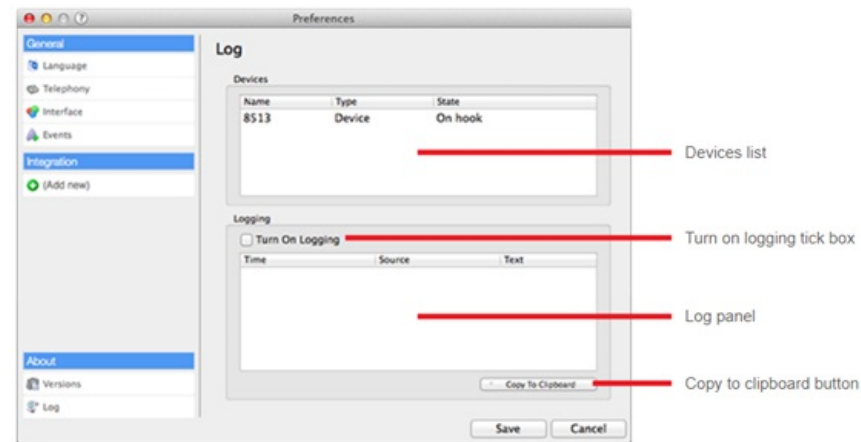 Preferences
General
Language
Telephony
Interface
Events
Integration
(Add new)
About
Versions
Log
Log
Devices
Name Type State
8513 Device On hook
Logging
Turn On Logging
Time Source Text
Copy To Clipboard
Save Cancel
Devices list
Turn on logging tick box
Log panel
Copy to clipboard button